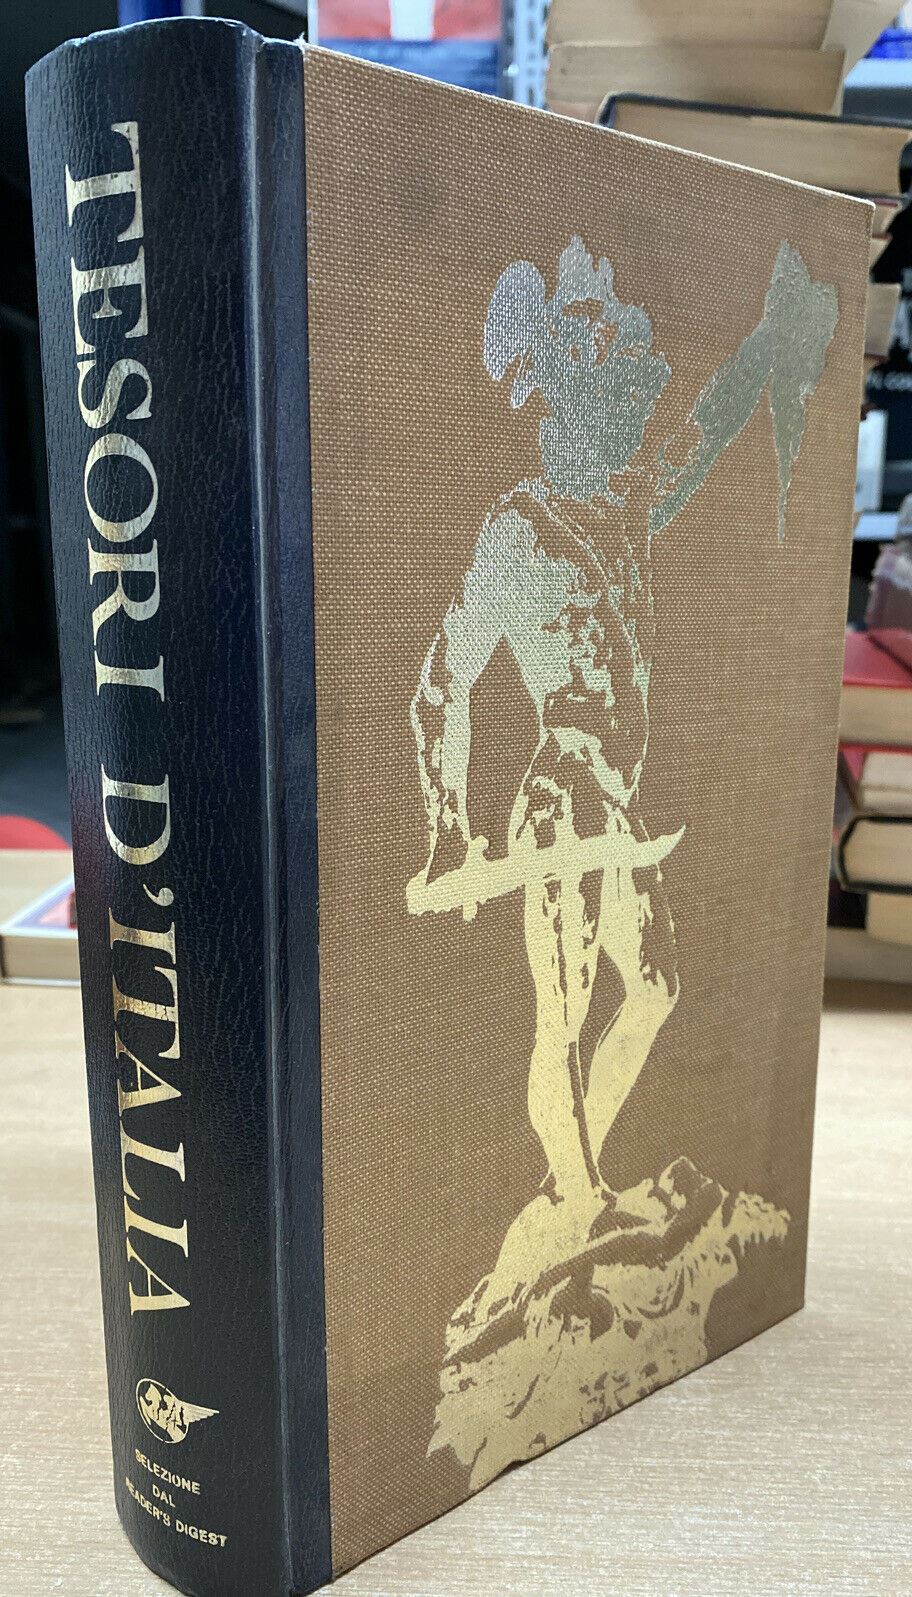 TESORI D'ITALIA
SELEZIONE
DAL
READER'S DIGEST